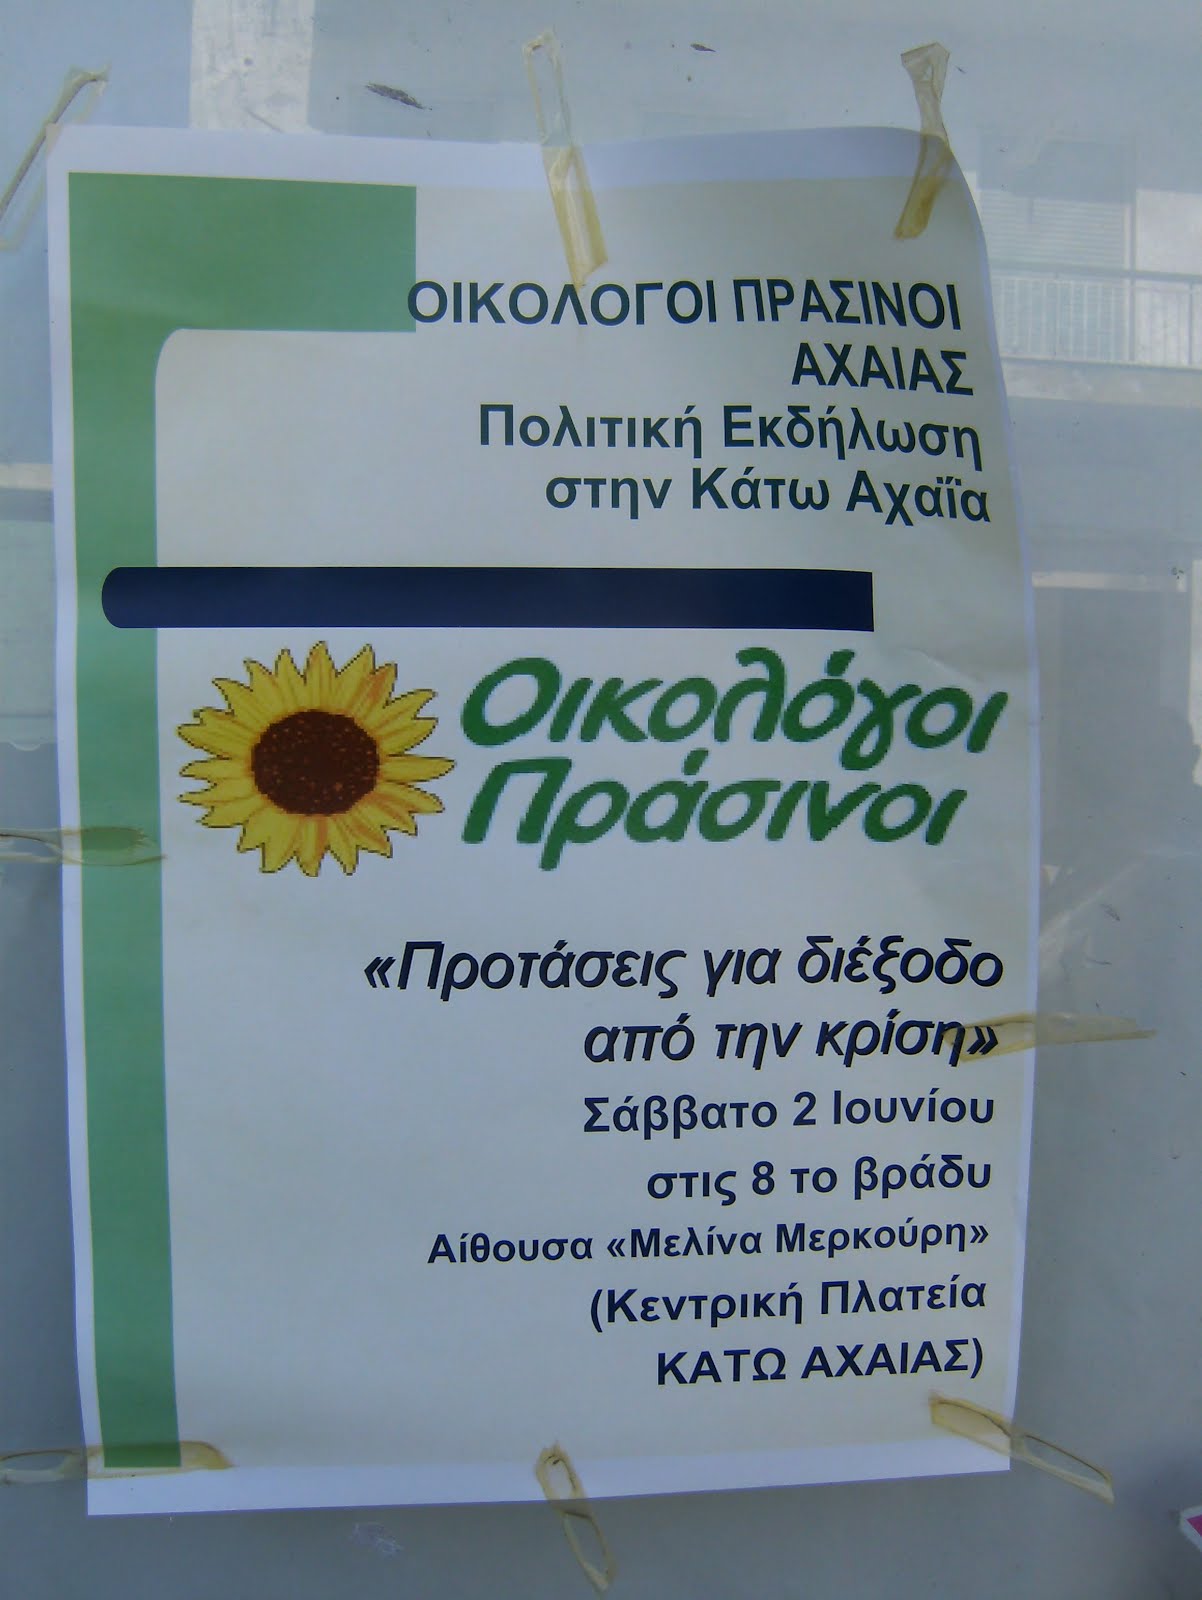 ΟΙΚΟΛΟΓΟΙ ΠΡΑΣΙΝΟΙ
ΑΧΑΙΑΣ
Πολιτική Εκδήλωση
στην Κάτω Αχαΐα
Οικολόγοι
Πράσινοι
«Προτάσεις για διέξοδο
από την κρίση»
Σάββατο 2 Ιουνίου
στις 8 το βράδυ
Αίθουσα «Μελίνα Μερκούρη»
(Κεντρική Πλατεία
ΚΑΤΩ ΑΧΑΙΑΣ)